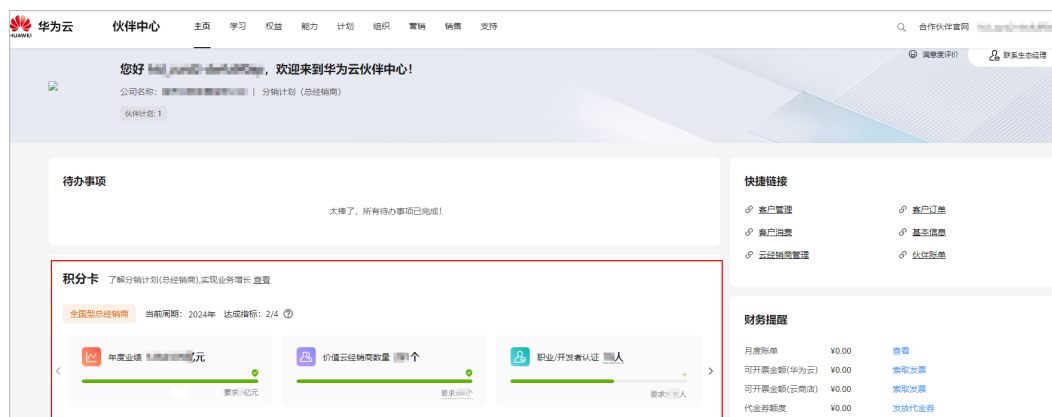 HUAWEI 华为云 伙伴中心 主页 学习 权益 能力 计划 组织 营销 销售 支持 合作伙伴官网
满意度评价 联系生态经理
您好 ，欢迎来到华为云伙伴中心！
公司名称： | 分销计划（总经销商）
伙伴计划: 1
待办事项
太棒了，所有待办事项已完成！
快捷链接
客户管理 客户订单
客户消费 基本信息
云经销商管理 伙伴账单
积分卡 了解分销计划(总经销商),实现业务增长 查看
全国型总经销商 当前周期： 2024年 达成指标：2/4
年度业绩 亿元
要求 亿元
价值云经销商数量 个
要求 个
职业/开发者认证 人
要求 人
财务提醒
月度账单 ¥0.00 查看
可开票金额(华为云) ¥0.00 索取发票
可开票金额(云商店) ¥0.00 索取发票
代金券额度 ¥0.00 发放代金券